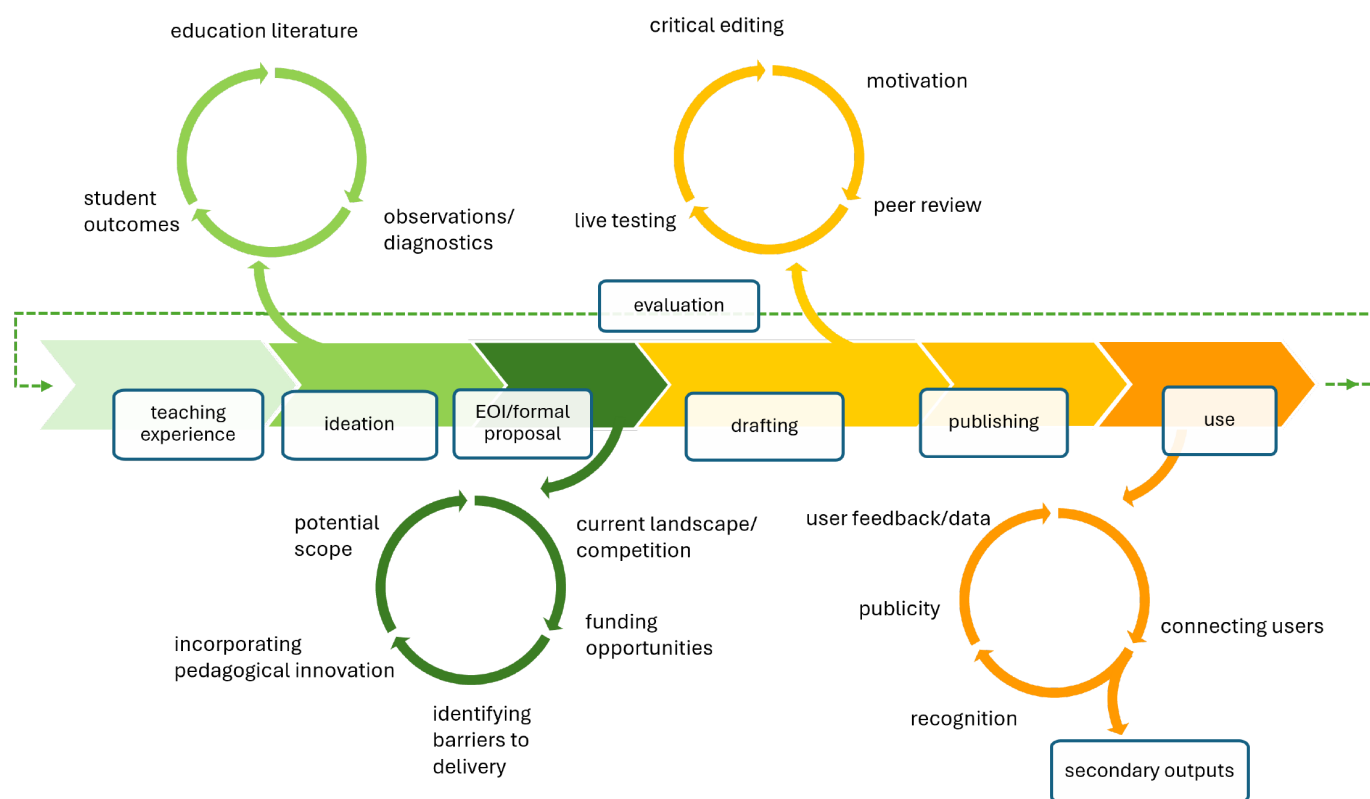 education literature
student
outcomes
observations/
diagnostics
critical editing
motivation
live testing
peer review
evaluation
teaching
experience
ideation
EOI/formal
proposal
drafting
publishing
use
potential
scope
current landscape/
competition
funding
opportunities
incorporating
pedagogical innovation
identifying
barriers to
delivery
user feedback/data
publicity
connecting users
recognition
secondary outputs